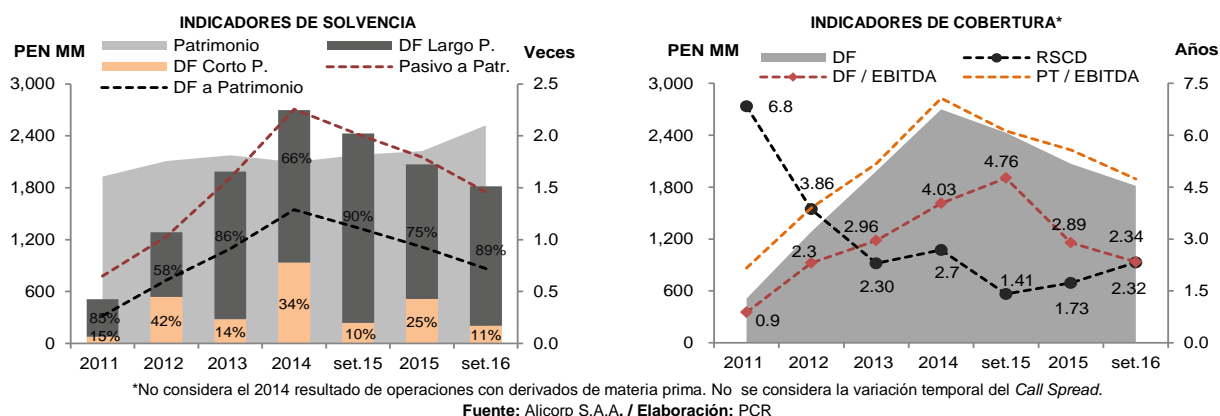 INDICADORES DE SOLVENCIA
PEN MM
Veces
Patrimonio
DF Largo P.
DF Corto P.
Pasivo a Patr.
DF a Patrimonio
3,000
2,400
1,800
1,200
600
0
2.5
2.0
1.5
1.0
0.5
0.0
85%
15%
58%
42%
86%
14%
66%
34%
90%
10%
75%
25%
89%
11%
2011 2012 2013 2014 set.15 2015 set.16
INDICADORES DE COBERTURA*
PEN MM
Años
DF
RSCD
DF / EBITDA
PT / EBITDA
3,000
2,400
1,800
1,200
600
0
7.5
6.0
4.5
3.0
1.5
0.0
6.8
3.86
2.30
2.7
1.41
1.73
2.32
0.9
2.3
2.96
4.03
4.76
2.89
2.34
2011 2012 2013 2014 set.15 2015 set.16
*No considera el 2014 resultado de operaciones con derivados de materia prima. No se considera la variación temporal del Call Spread.
Fuente: Alicorp S.A.A. / Elaboración: PCR